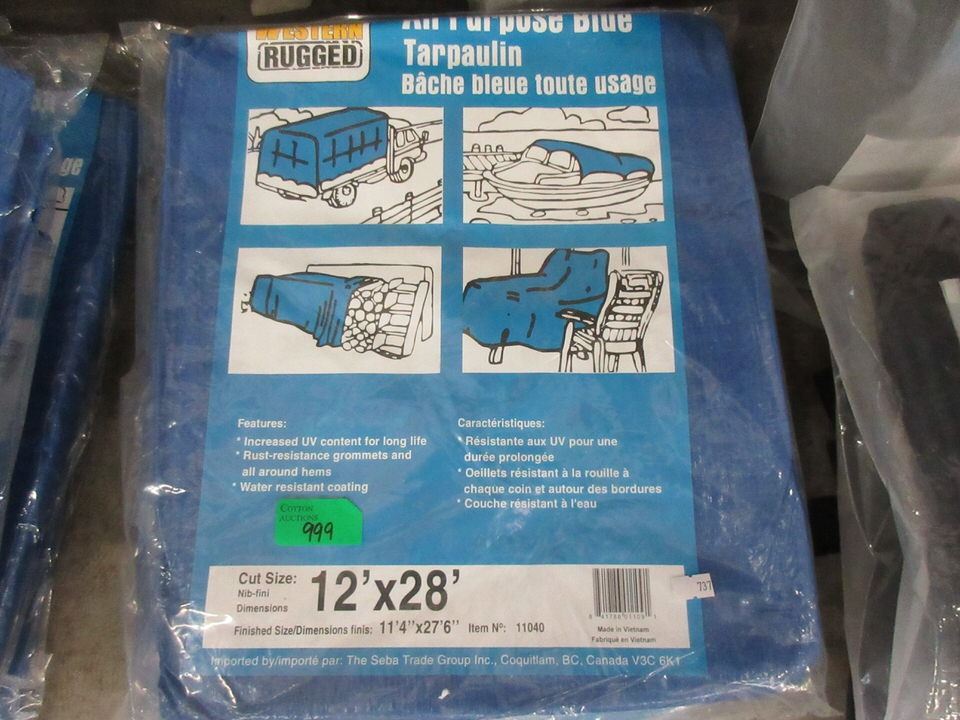 WESTERN
RUGGED
All Purpose Blue
Tarpaulin
Bâche bleue toute usage
Features:
* Increased UV content for long life
* Rust-resistance grommets and
all around hems
* Water resistant coating
Caractéristiques:
* Résistante aux UV pour une
durée prolongée
* Oeillets résistant à la rouille à
chaque coin et autour des bordures
* Couche résistant à l'eau
COTTON
AUCTIONS
999
Cut Size:
Nib-fini
Dimensions
12'x28'
737
Finished Size/Dimensions finis: 11'4"x27'6" Item Nº: 11040
Made in Vietnam
Fabriqué en Vietnam
Imported by/importé par: The Seba Trade Group Inc., Coquitlam, BC, Canada V3C 6K1
usage